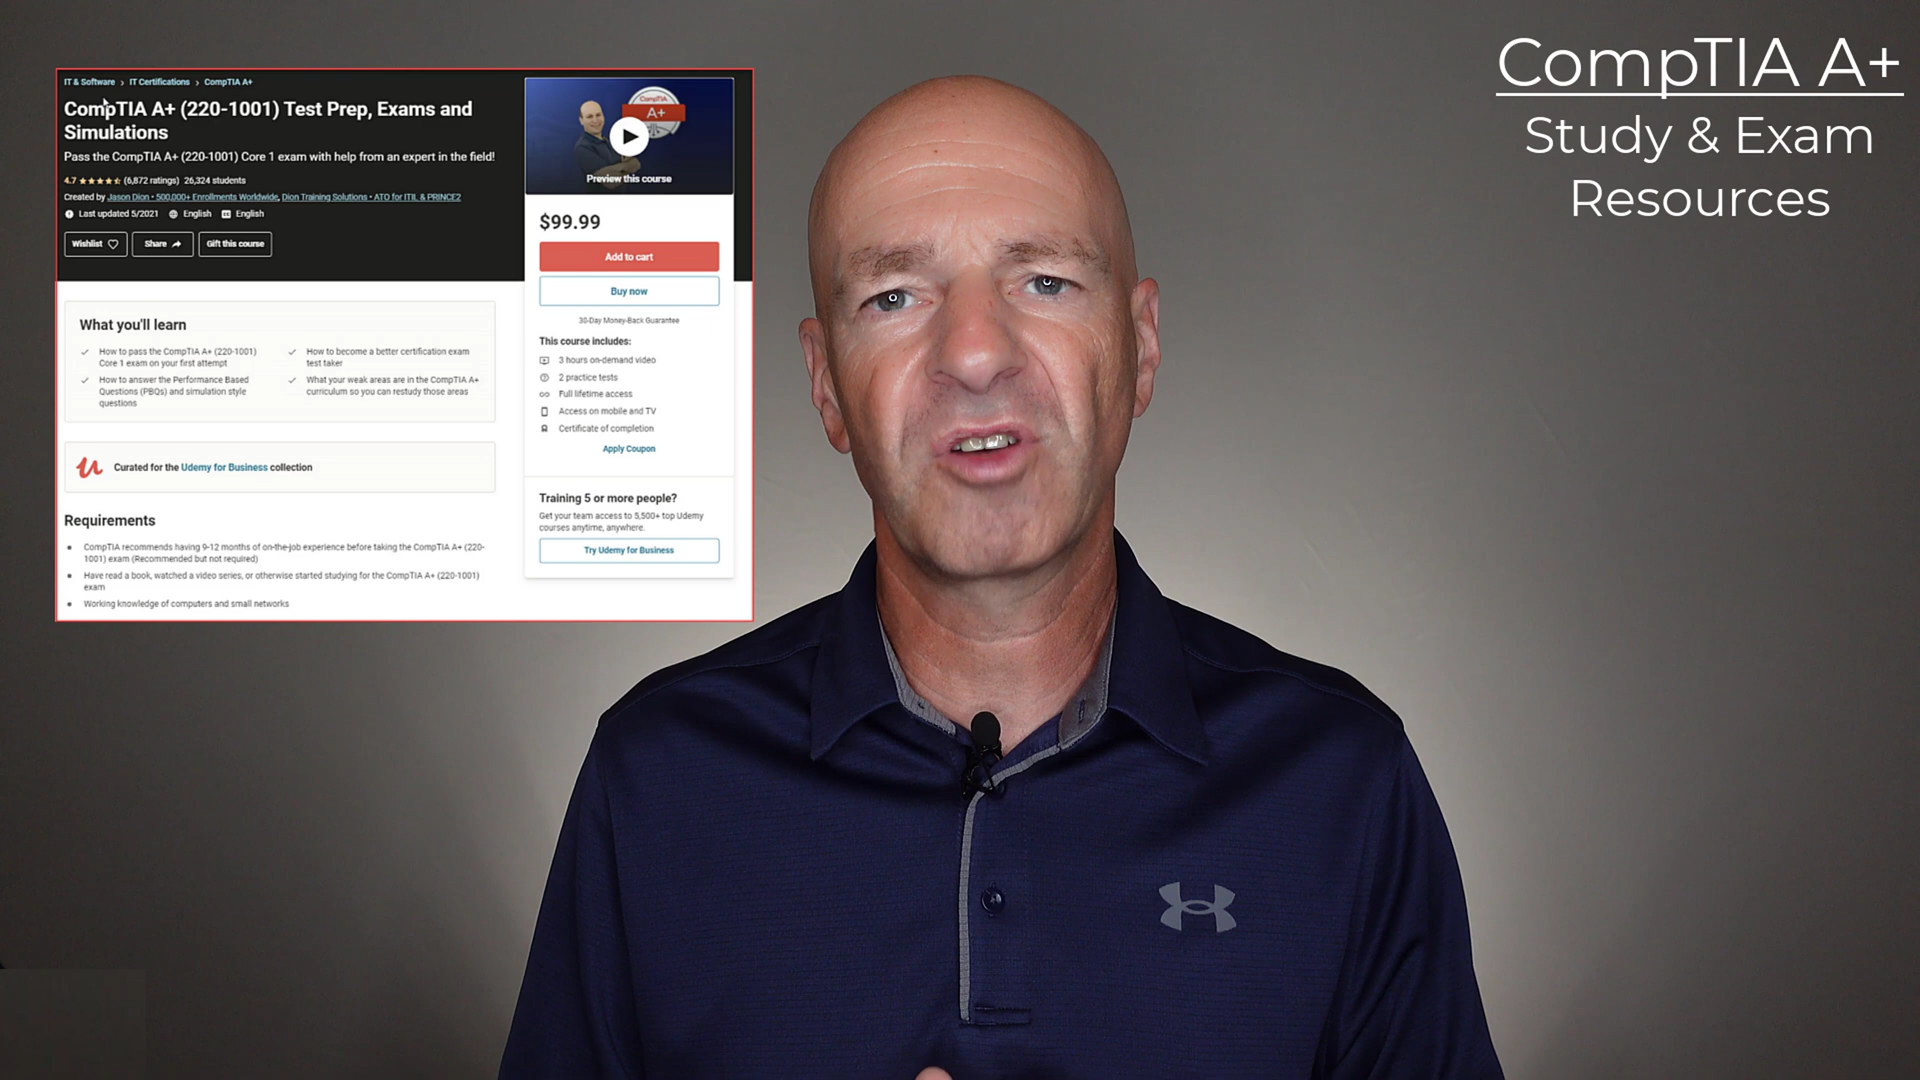 IT & Software > IT Certifications > CompTIA A+
CompTIA A+ (220-1001) Test Prep, Exams and
Simulations
Pass the CompTIA A+ (220-1001) Core 1 exam with help from an expert in the field!
4.7 (6,872 ratings) 26,324 students
Created by Jason Dion • 500,000+ Enrollments Worldwide, Dion Training Solutions • ATO for ITIL & PRINCE2
Last updated 5/2021 English English
Wishlist Share Gift this course
What you'll learn
How to pass the CompTIA A+ (220-1001)
Core 1 exam on your first attempt
How to answer the Performance Based
Questions (PBQs) and simulation style
questions
How to become a better certification exam
test taker
What your weak areas are in the CompTIA A+
curriculum so you can restudy those areas
Curated for the Udemy for Business collection
Requirements
CompTIA recommends having 9-12 months of on-the-job experience before taking the CompTIA A+ (220-
1001) exam (Recommended but not required)
Have read a book, watched a video series, or otherwise started studying for the CompTIA A+ (220-1001)
exam
Working knowledge of computers and small networks
CompTIA
A+
Preview this course
$99.99
Add to cart
Buy now
30-Day Money-Back Guarantee
This course includes:
3 hours on-demand video
2 practice tests
Full lifetime access
Access on mobile and TV
Certificate of completion
Apply Coupon
Training 5 or more people?
Get your team access to 5,500+ top Udemy
courses anytime, anywhere.
Try Udemy for Business
CompTIA A+
Study & Exam
Resources